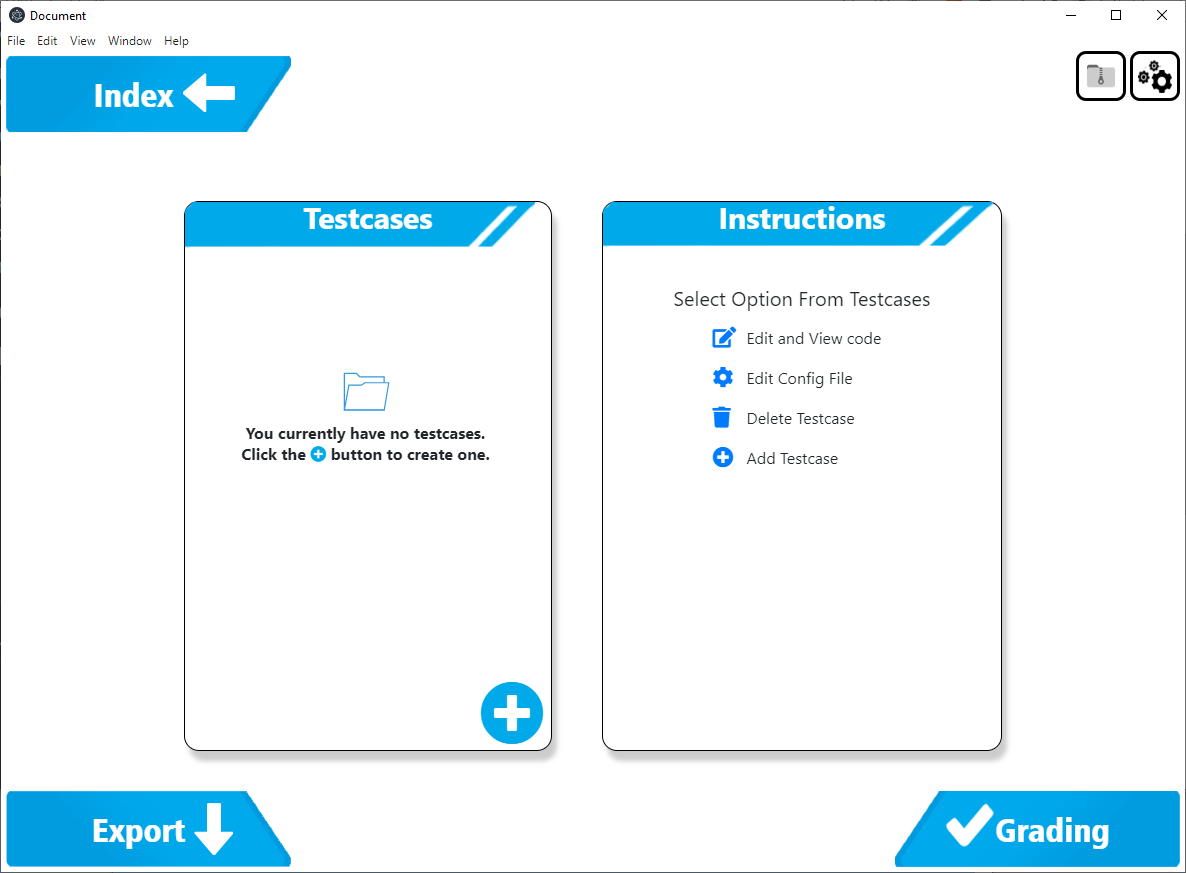 Document
File Edit View Window Help
Index
Testcases
You currently have no testcases.
Click the button to create one.
Instructions
Select Option From Testcases
Edit and View code
Edit Config File
Delete Testcase
Add Testcase
Export
Grading